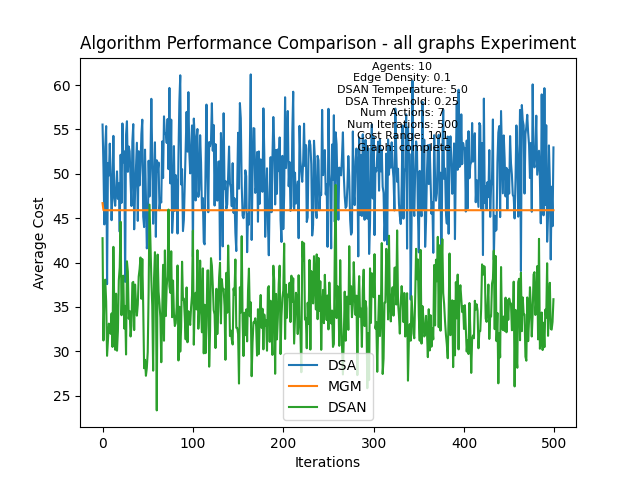 Algorithm Performance Comparison - all graphs Experiment
Agents: 10
Edge Density: 0.1
DSAN Temperature: 5.0
DSA Threshold: 0.25
Num Actions: 7
Num Iterations: 500
Cost Range: 101
Graph: complete
Average Cost
60
55
50
45
40
35
30
25
DSA
MGM
DSAN
0
100
200
300
400
500
Iterations